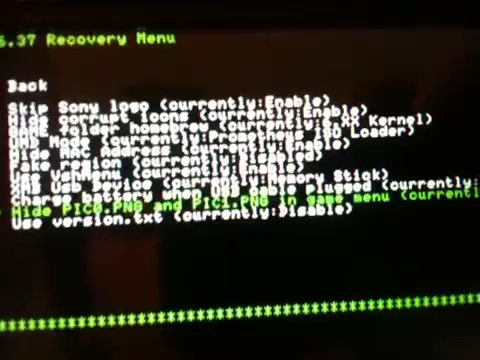 6.37 Recovery Menu
Back
Skip Sony logo (currently:Enable)
Hide corrupt icons (currently:Enable)
GAME folder homebrew (currently:6.XX Kernel)
UMD Mode (currently:Prometheus ISO Loader)
Hide MAC address (currently:Enable)
Fake region (currently:Disabled)
Use VshMenu (currently:Enable)
XMB Usb Device (currently:Memory Stick)
Charge battery when USB cable plugged (currently:
Hide PIC0.PNG and PIC1.PNG in game menu (currentl
Use version.txt (currently:Disable)
****************************************